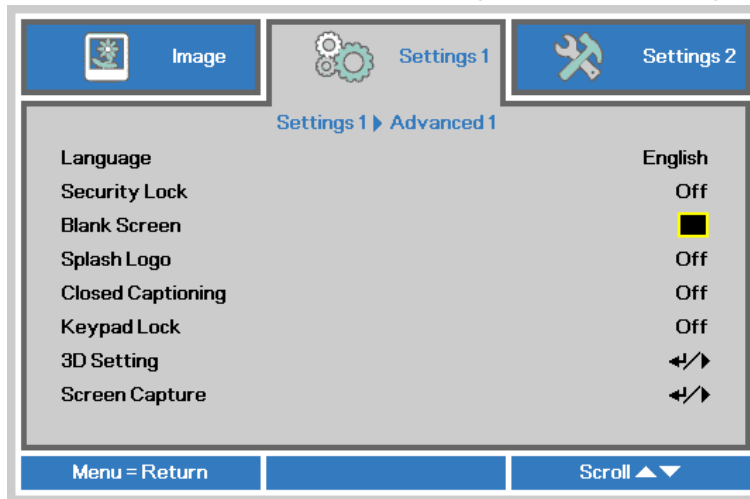 Image Settings 1 Settings 2
Settings 1 Advanced 1
Language English
Security Lock Off
Blank Screen
Splash Logo Off
Closed Captioning Off
Keypad Lock Off
3D Setting ↵/▶
Screen Capture ↵/▶
Menu = Return Scroll ▲▼